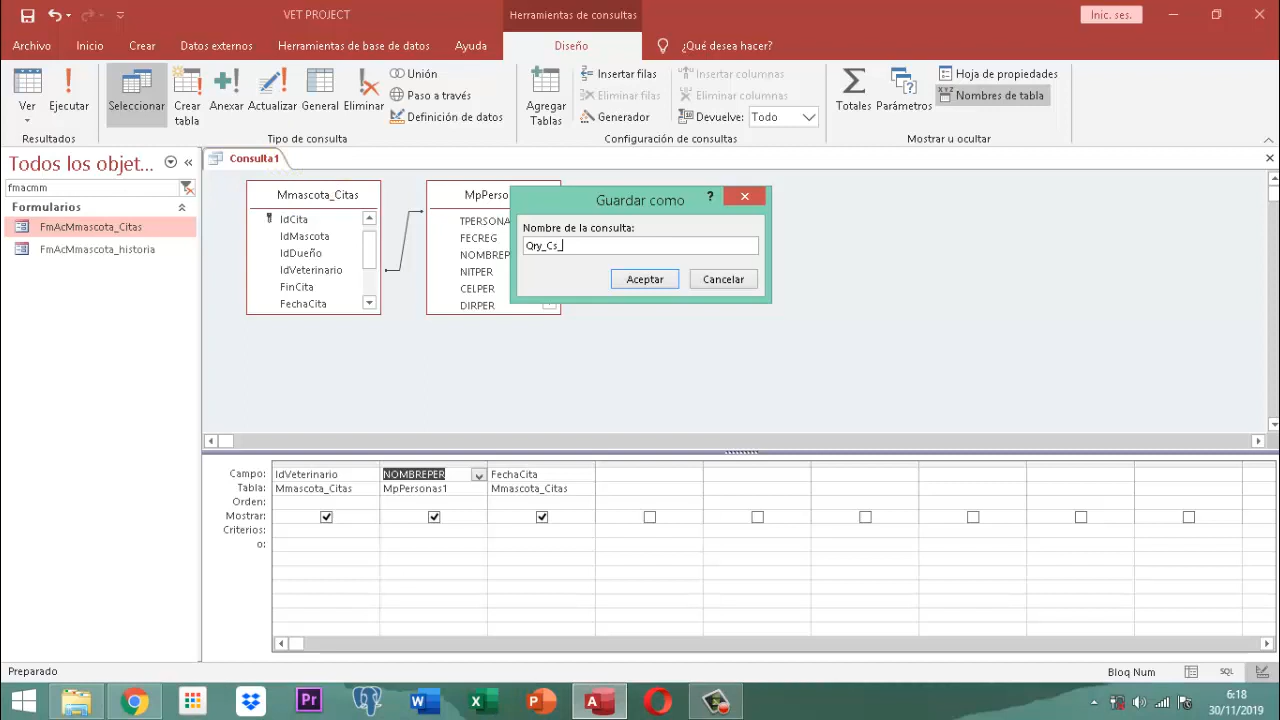 VET PROJECT
Herramientas de consultas
Inic. ses.
Archivo
Inicio
Crear
Datos externos
Herramientas de base de datos
Ayuda
Diseño
¿Qué desea hacer?
Ver
Ejecutar
Seleccionar
Crear tabla
Anexar
Actualizar
General
Eliminar
Unión
Paso a través
Definición de datos
Agregar Tablas
Insertar filas
Eliminar filas
Generador
Insertar columnas
Eliminar columnas
Devuelve: Todo
Totales
Parámetros
Hoja de propiedades
Nombres de tabla
Resultados
Tipo de consulta
Configuración de consultas
Mostrar u ocultar
Todos los objet...
fmacmm
Formularios
FmAcMmascota_Citas
FmAcMmascota_historia
Consulta1
Mmascota_Citas
IdCita
IdMascota
IdDueño
IdVeterinario
FinCita
FechaCita
MpPerso
TPERSONA
FECREG
NOMBREPE
NITPER
CELPER
DIRPER
Guardar como
?
Nombre de la consulta:
Qry_Cs_
Aceptar
Cancelar
Campo: IdVeterinario NOMBREPER FechaCita
Tabla: Mmascota_Citas MpPersonas1 Mmascota_Citas
Orden:
Mostrar:
Criterios:
o:
Preparado
Bloq Num
SQL
Pr
W
X
P
A
6:18
30/11/2019